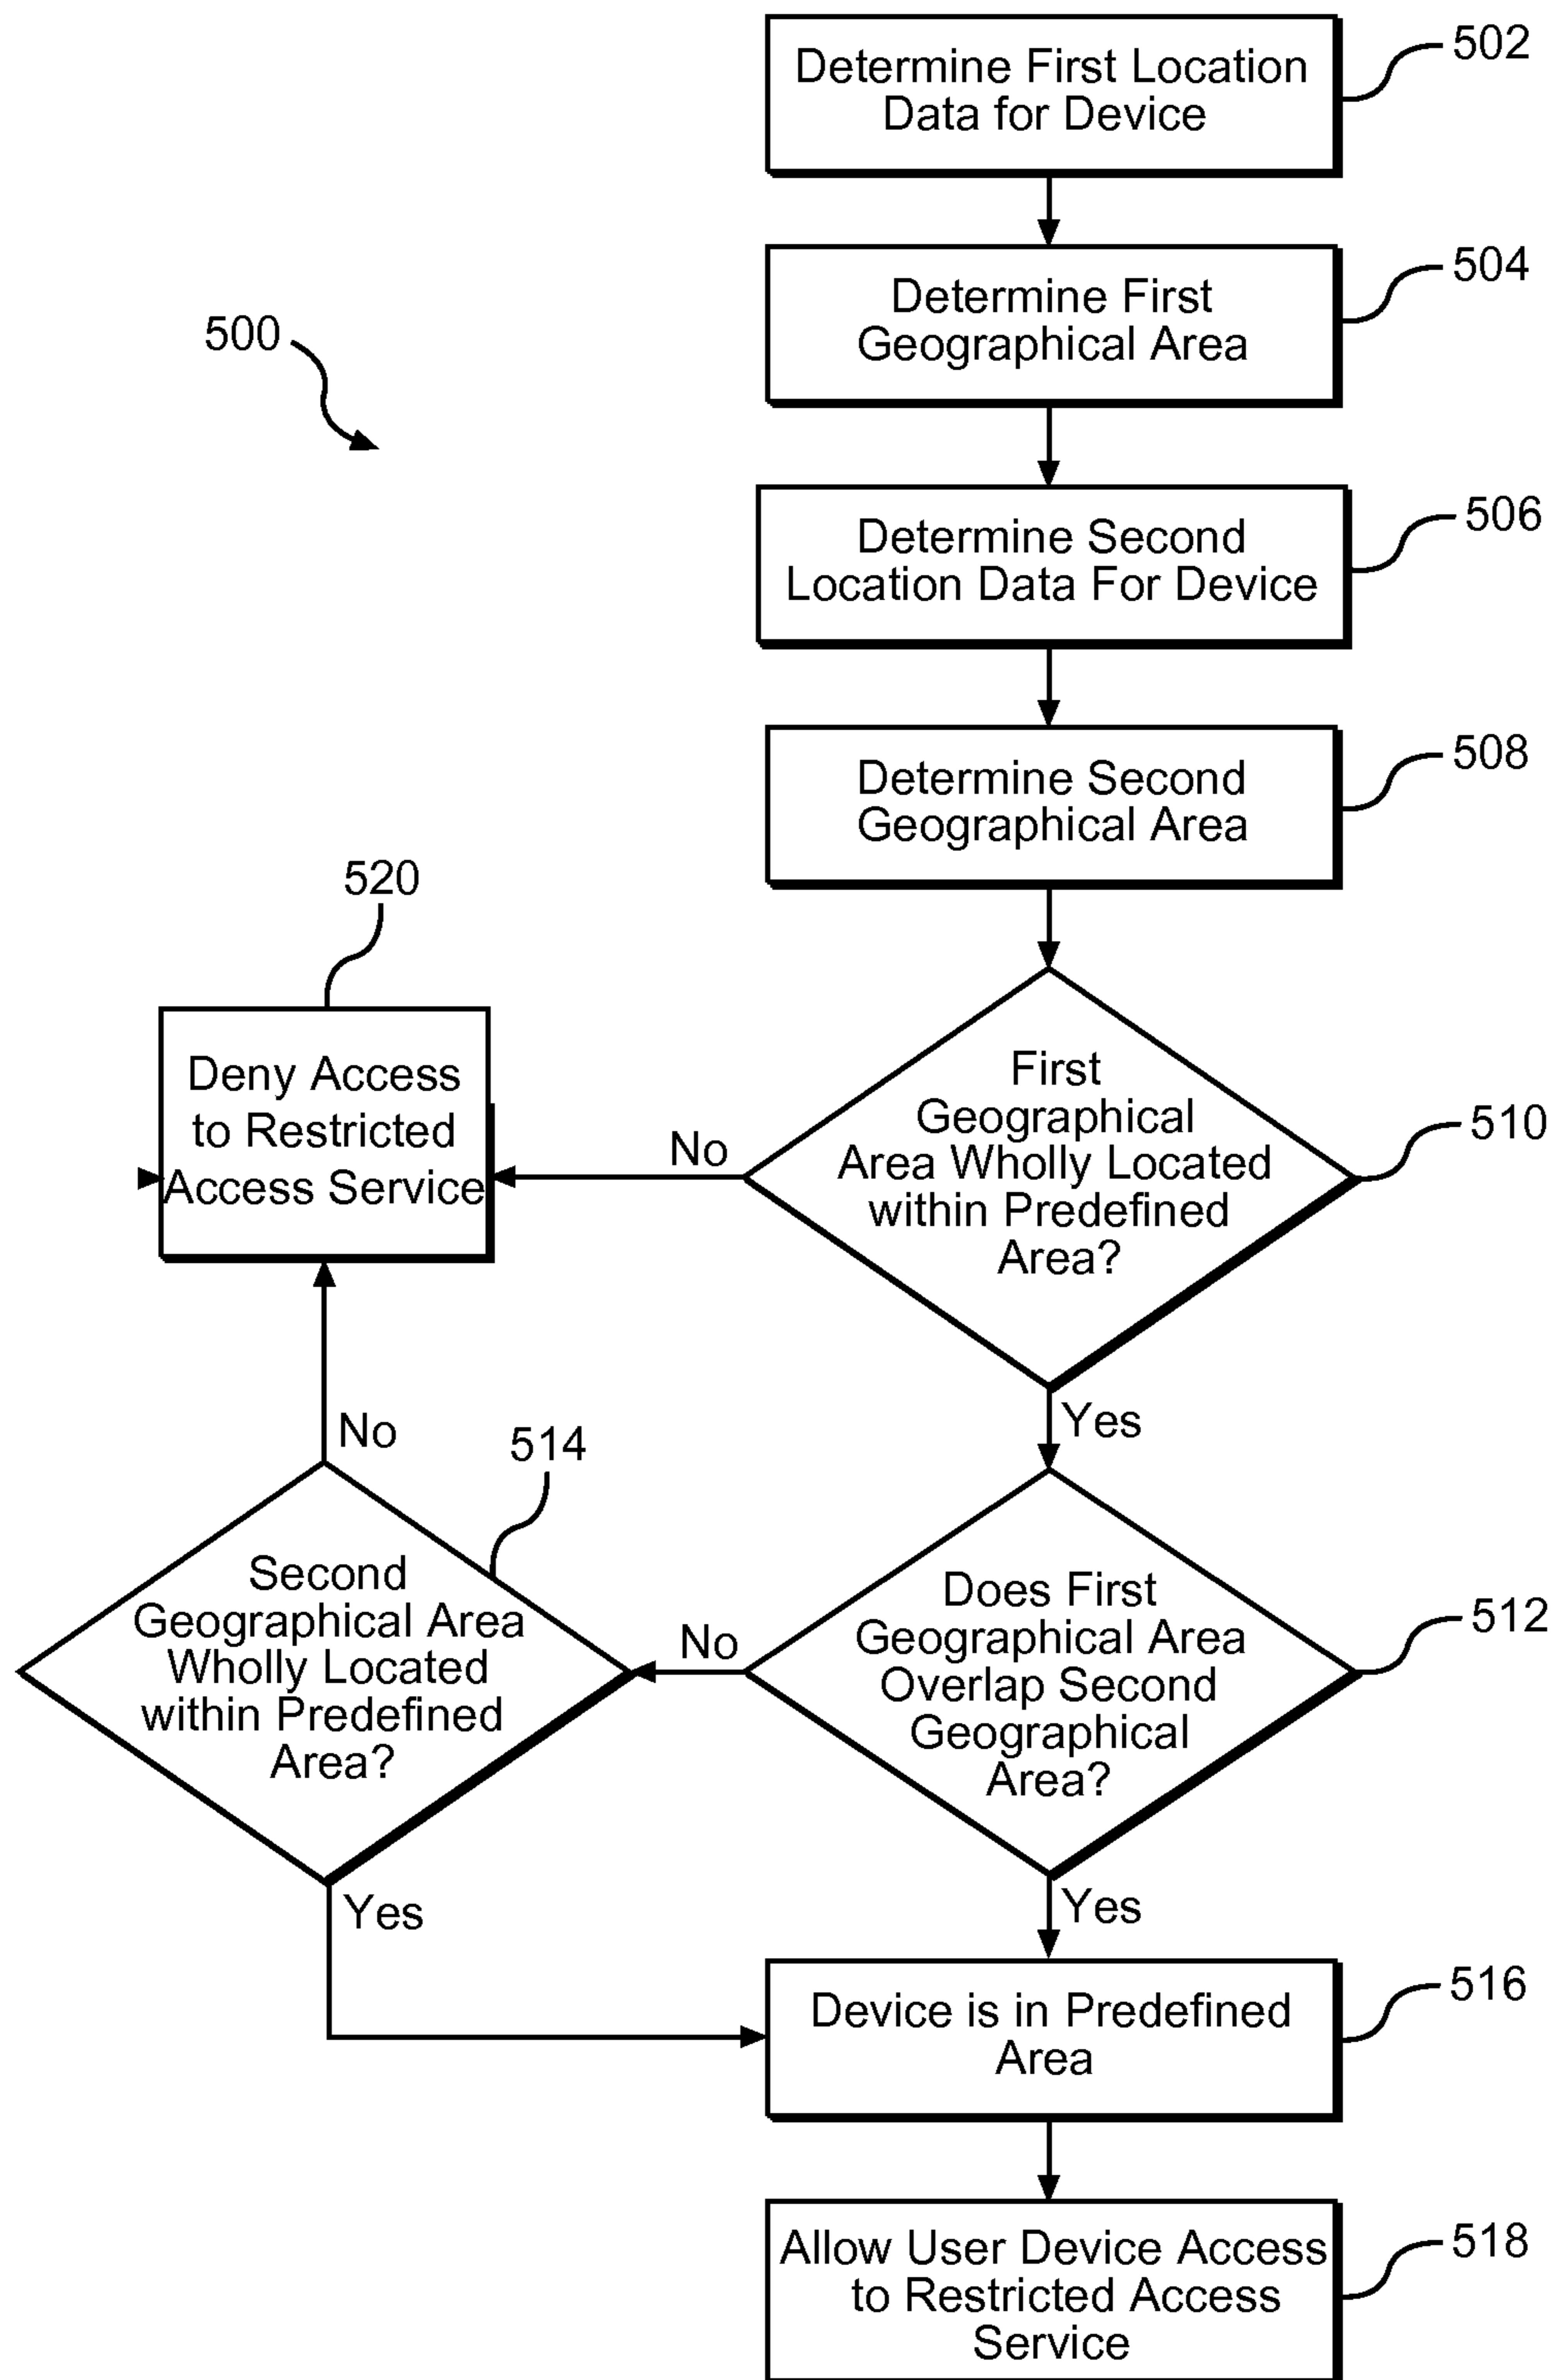 502
Determine First Location
Data for Device
504
Determine First
Geographical Area
500
506
Determine Second
Location Data For Device
508
Determine Second
Geographical Area
520
Deny Access
to Restricted
Access Service
No
First
Geographical
Area Wholly Located
within Predefined
Area?
510
Yes
No
514
Second
Geographical Area
Wholly Located
within Predefined
Area?
No
Does First
Geographical Area
Overlap Second
Geographical
Area?
512
Yes
Yes
Device is in Predefined
Area
516
Allow User Device Access
to Restricted Access
Service
518